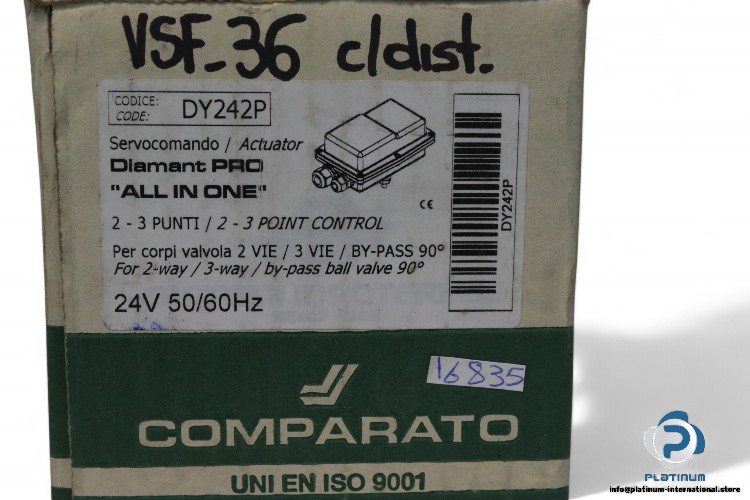 VSF-36 c/dist.
CODICE:
CODE:
DY242P
Servocomando / Actuator
Diamant PRO
"ALL IN ONE"
2 - 3 PUNTI / 2 - 3 POINT CONTROL
Per corpi valvola 2 VIE / 3 VIE / BY-PASS 90°
For 2-way / 3-way / by-pass ball valve 90°
24V 50/60Hz
CE
DY242P
16835
COMPARATO
UNI EN ISO 9001
PLATINUM
info@platinum-international.store